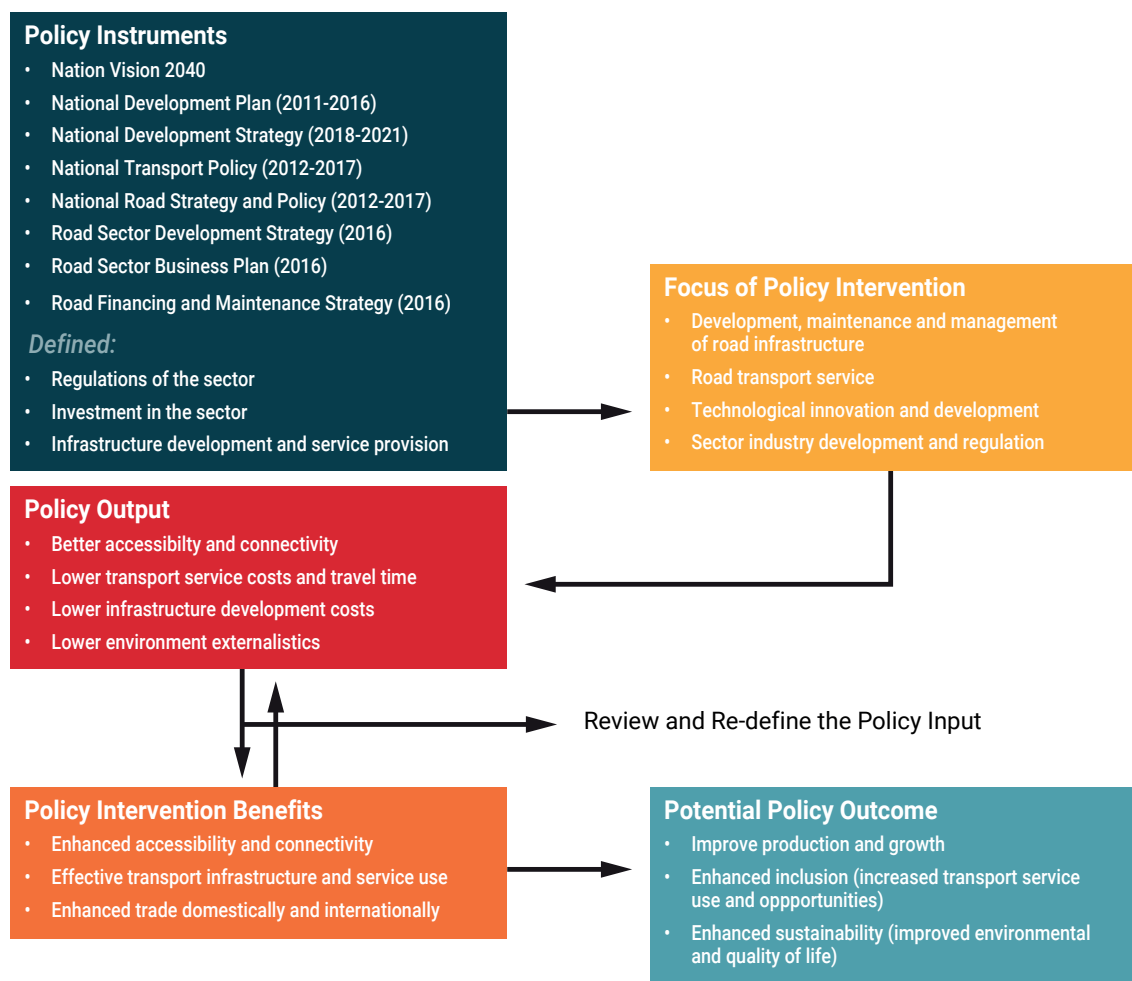 Policy Instruments
• Nation Vision 2040
• National Development Plan (2011-2016)
• National Development Strategy (2018-2021)
• National Transport Policy (2012-2017)
• National Road Strategy and Policy (2012-2017)
• Road Sector Development Strategy (2016)
• Road Sector Business Plan (2016)
• Road Financing and Maintenance Strategy (2016)
Defined:
• Regulations of the sector
• Investment in the sector
• Infrastructure development and service provision
Focus of Policy Intervention
• Development, maintenance and management
of road infrastructure
• Road transport service
• Technological innovation and development
• Sector industry development and regulation
Policy Output
• Better accessibilty and connectivity
• Lower transport service costs and travel time
• Lower infrastructure development costs
• Lower environment externalistics
Review and Re-define the Policy Input
Policy Intervention Benefits
• Enhanced accessibility and connectivity
• Effective transport infrastructure and service use
• Enhanced trade domestically and internationally
Potential Policy Outcome
• Improve production and growth
• Enhanced inclusion (increased transport service
use and oppportunities)
• Enhanced sustainability (improved environmental
and quality of life)